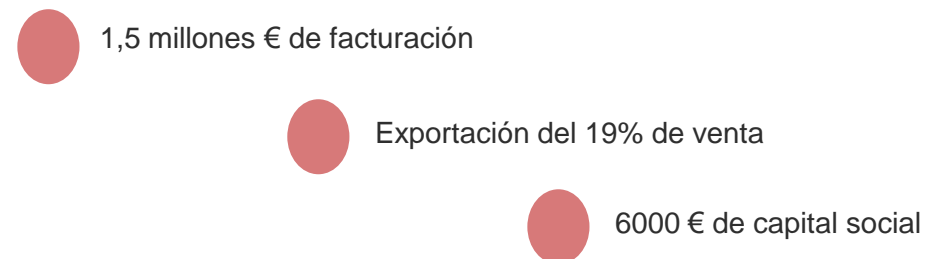 1,5 millones € de facturación
Exportación del 19% de venta
6000 € de capital social